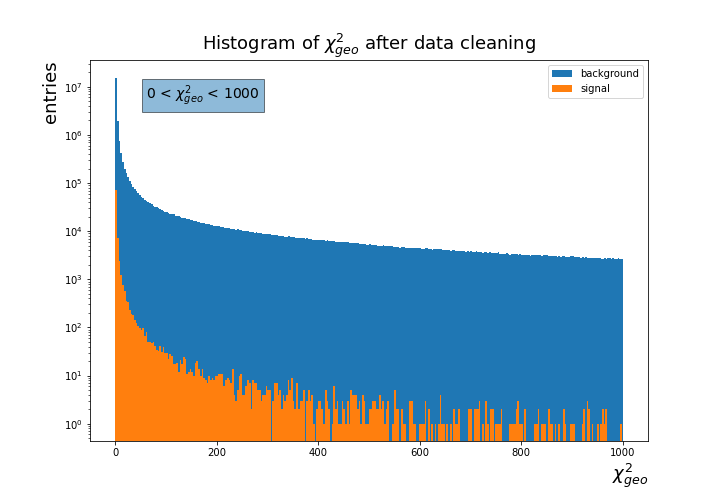 Histogram of χ²geo after data cleaning
entries
0 < χ²geo < 1000
background
signal
10⁷
10⁶
10⁵
10⁴
10³
10²
10¹
10⁰
0 200 400 600 800 1000
χ²geo